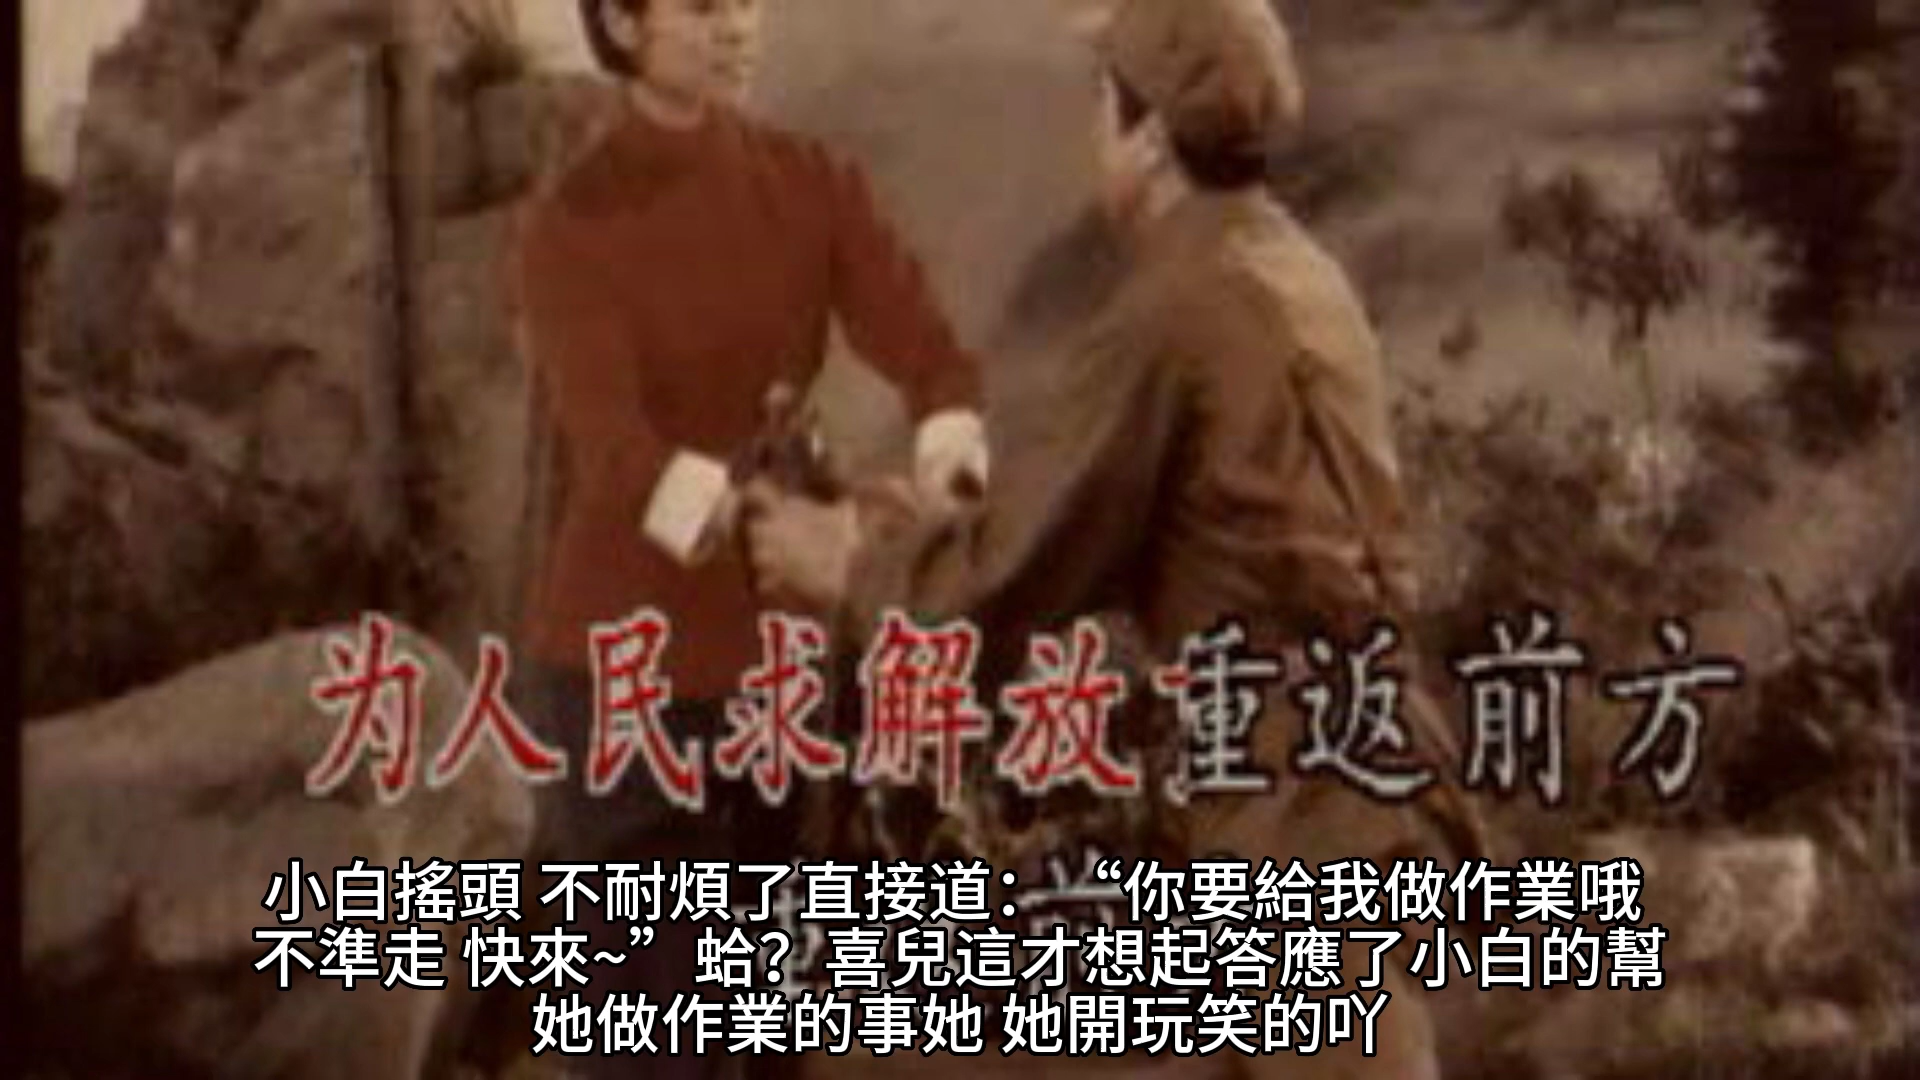 为人民求解放重返前方
小白搖頭 不耐煩了直接道：“你要給我做作業哦
不準走 快來~”蛤？喜兒這才想起答應了小白的幫
她做作業的事她 她開玩笑的吖